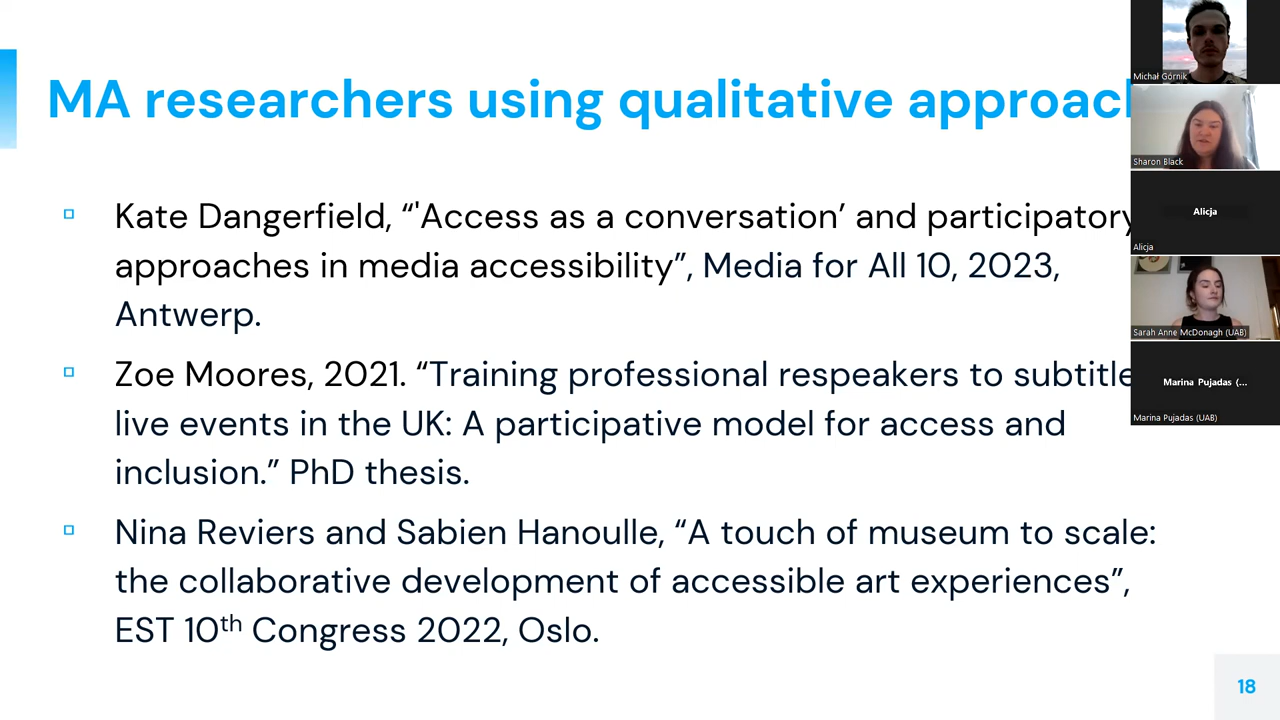 MA researchers using qualitative approac
Kate Dangerfield, “'Access as a conversation’ and participatory
approaches in media accessibility”, Media for All 10, 2023,
Antwerp.
Zoe Moores, 2021. “Training professional respeakers to subtitle
live events in the UK: A participative model for access and
inclusion.” PhD thesis.
Nina Reviers and Sabien Hanoulle, “A touch of museum to scale:
the collaborative development of accessible art experiences”,
EST 10th Congress 2022, Oslo.
18
Michał Górnik
Sharon Black
Alicja
Alicja
Sarah Anne McDonagh (UAB)
Marina Pujadas (...
Marina Pujadas (UAB)